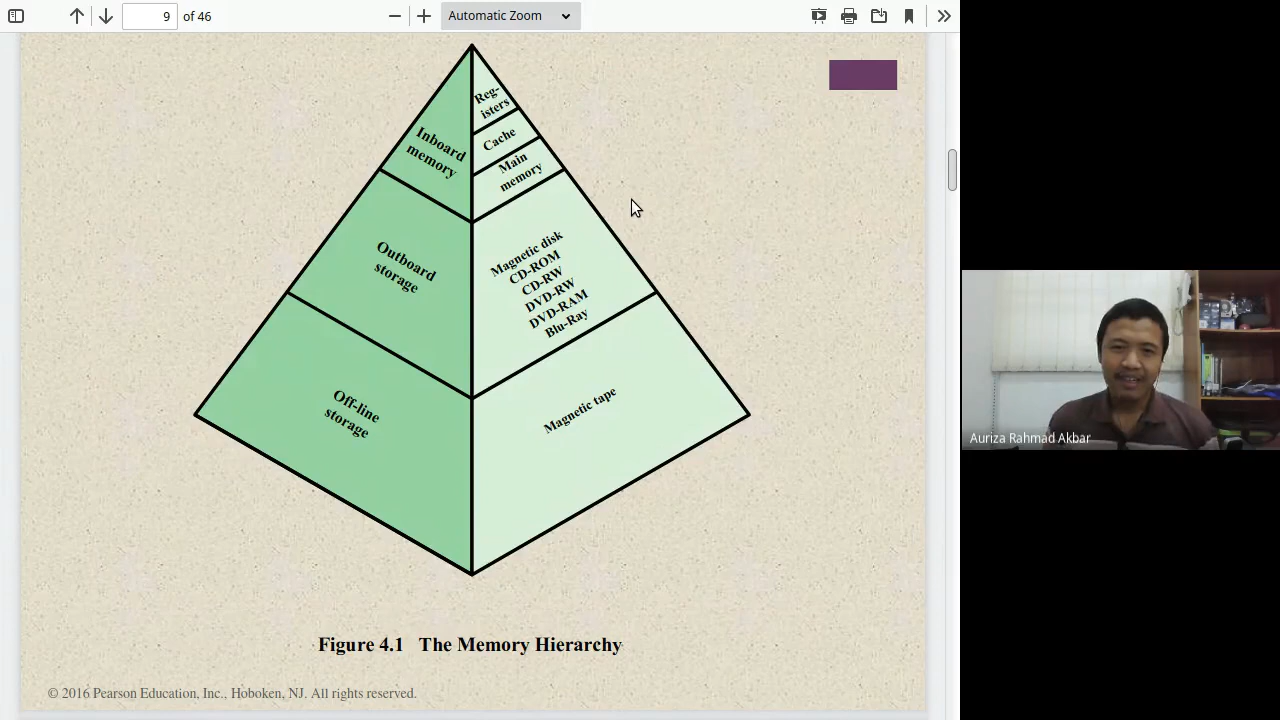 9
of 46
Automatic Zoom
Reg-
isters
Cache
Main
memory
Inboard
memory
Outboard
storage
Magnetic disk
CD-ROM
CD-RW
DVD-RW
DVD-RAM
Blu-Ray
Off-line
storage
Magnetic tape
Auriza Rahmad Akbar
Figure 4.1 The Memory Hierarchy
© 2016 Pearson Education, Inc., Hoboken, NJ. All rights reserved.